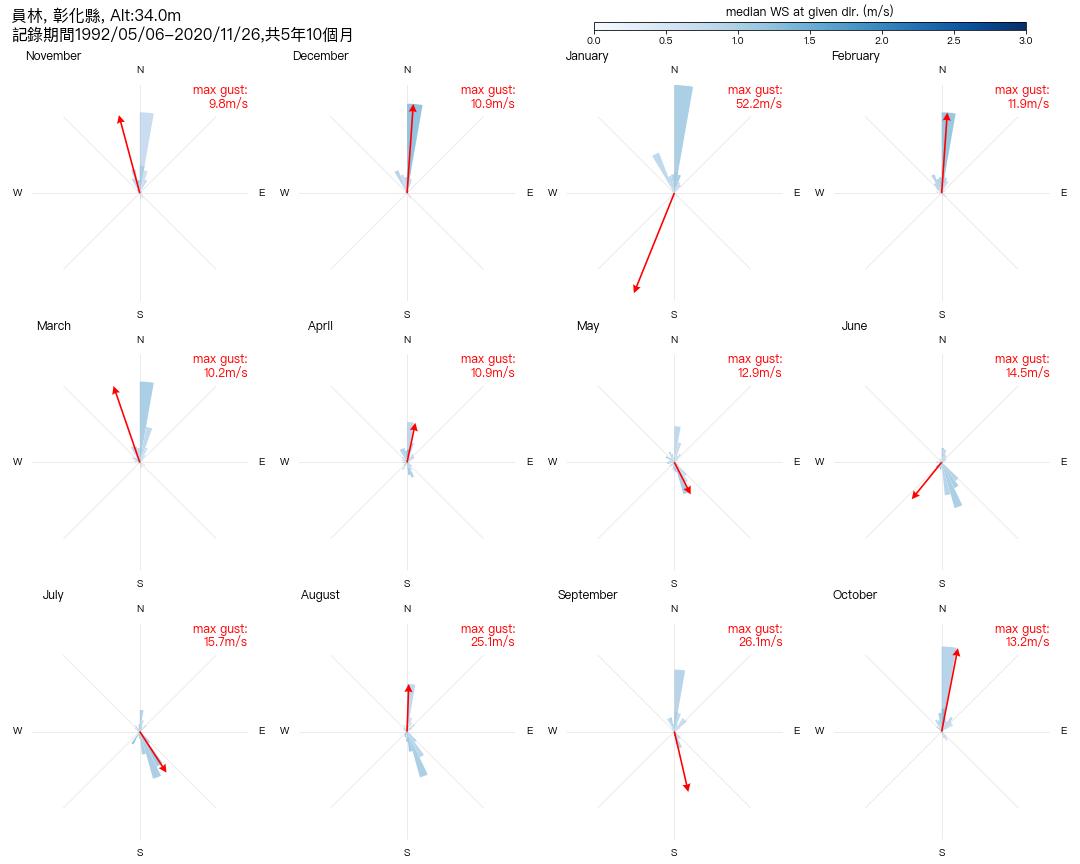 員林, 彰化縣, Alt:34.0m
記錄期間1992/05/06–2020/11/26,共5年10個月
median WS at given dir. (m/s)
0.0 0.5 1.0 1.5 2.0 2.5 3.0
November
N
max gust:
9.8m/s
W
E
S
December
N
max gust:
10.9m/s
W
E
S
January
N
max gust:
52.2m/s
W
E
S
February
N
max gust:
11.9m/s
W
E
S
March
N
max gust:
10.2m/s
W
E
S
April
N
max gust:
10.9m/s
W
E
S
May
N
max gust:
12.9m/s
W
E
S
June
N
max gust:
14.5m/s
W
E
S
July
N
max gust:
15.7m/s
W
E
S
August
N
max gust:
25.1m/s
W
E
S
September
N
max gust:
26.1m/s
W
E
S
October
N
max gust:
13.2m/s
W
E
S